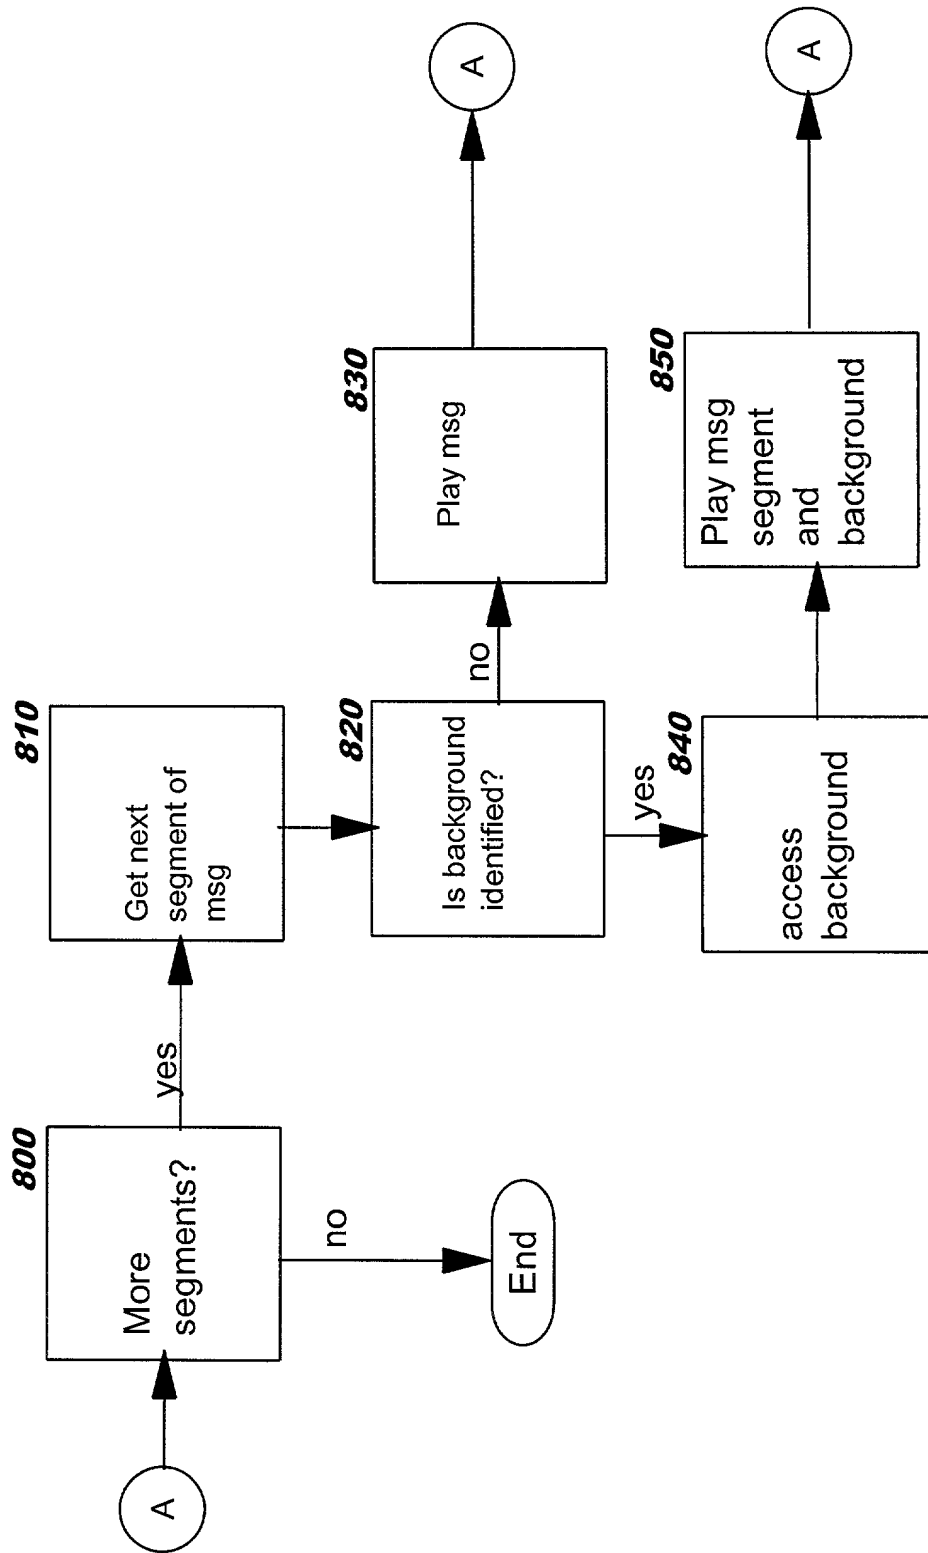 A
800
More
segments?
yes
no
End
810
Get next
segment of
msg
820
Is background
identified?
no
830
Play msg
A
yes
840
access
background
850
Play msg
segment
and
background
A